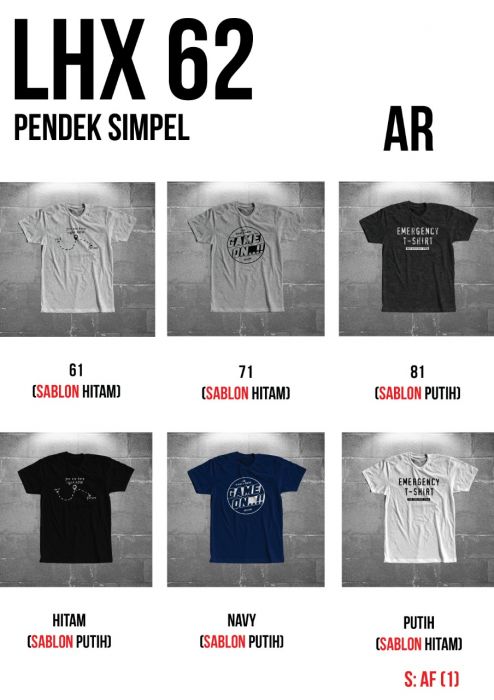 LHX 62
PENDEK SIMPEL
AR
GAME
ON...!!
EMERGENCY
T-SHIRT
61
(SABLON HITAM)
71
(SABLON HITAM)
81
(SABLON PUTIH)
GAME
ON...!!
EMERGENCY
T-SHIRT
HITAM
(SABLON PUTIH)
NAVY
(SABLON PUTIH)
PUTIH
(SABLON HITAM)
S: AF (1)